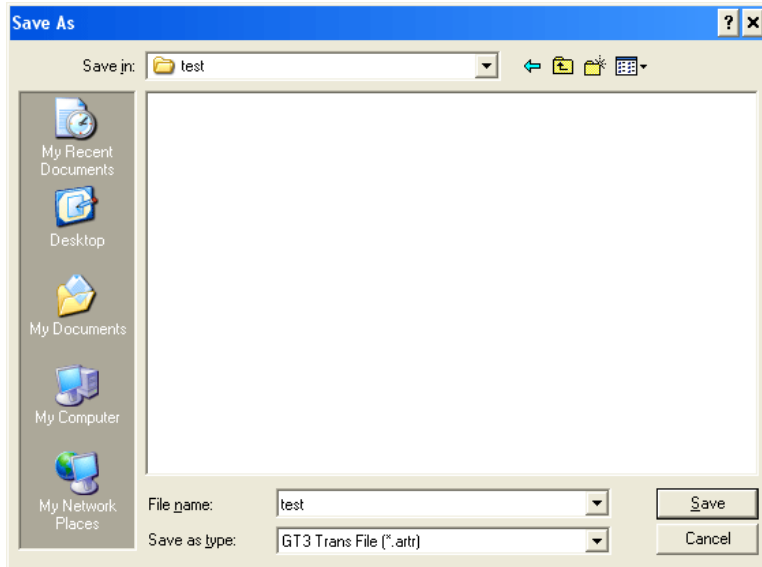 Save As
Save in:
test
My Recent
Documents
Desktop
My Documents
My Computer
My Network
Places
File name:
test
Save
Save as type:
GT3 Trans File (*.artr)
Cancel